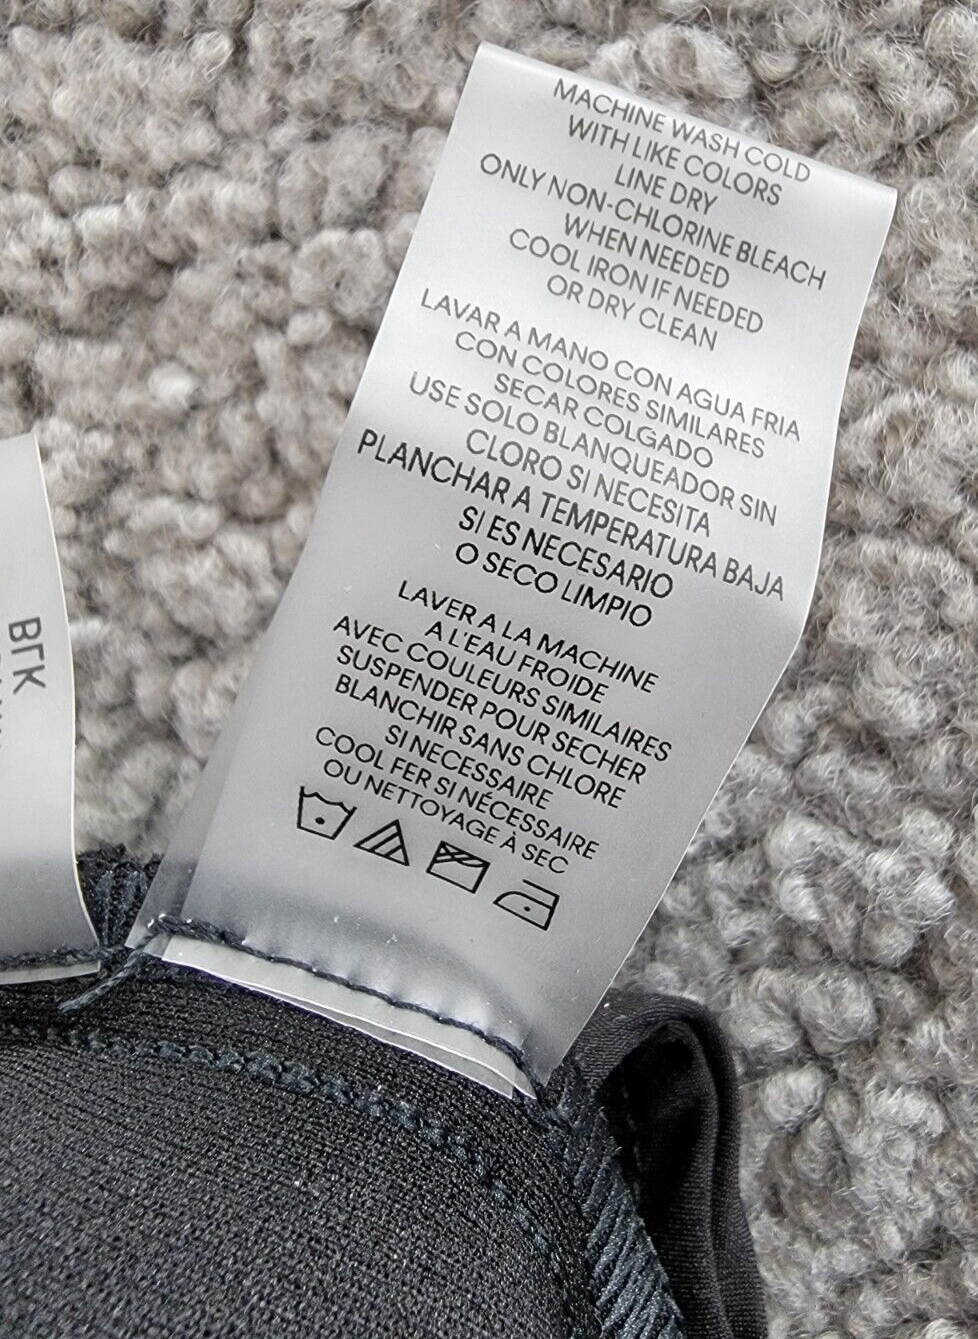 MACHINE WASH COLD
WITH LIKE COLORS
LINE DRY
ONLY NON-CHLORINE BLEACH
WHEN NEEDED
COOL IRON IF NEEDED
OR DRY CLEAN
LAVAR A MANO CON AGUA FRIA
CON COLORES SIMILARES
SECAR COLGADO
USE SOLO BLANQUEADOR SIN
CLORO SI NECESITA
PLANCHAR A TEMPERATURA BAJA
SI ES NECESARIO
O SECO LIMPIO
LAVER A LA MACHINE
A L'EAU FROIDE
AVEC COULEURS SIMILAIRES
SUSPENDER POUR SECHER
BLANCHIR SANS CHLORE
SI NECESSAIRE
COOL FER SI NÉCESSAIRE
OU NETTOYAGE À SEC
BLK